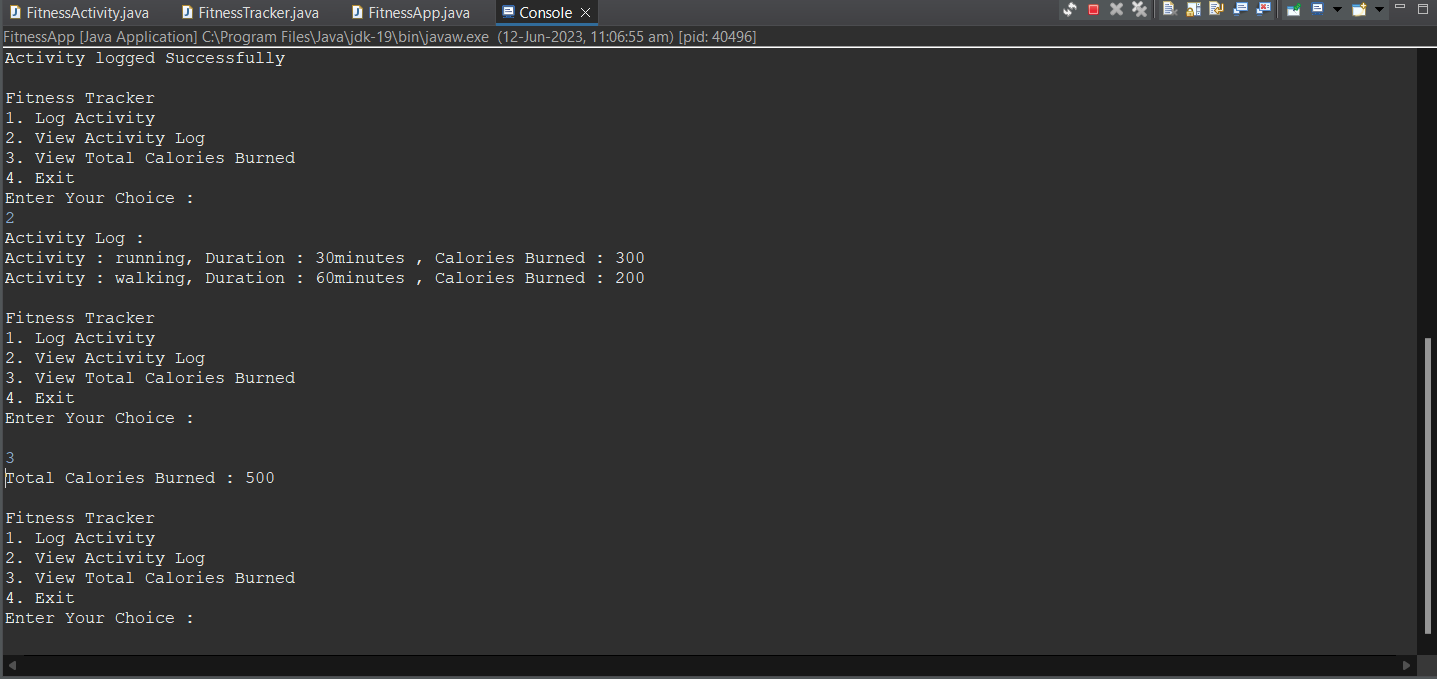 FitnessActivity.java FitnessTracker.java FitnessApp.java Console
FitnessApp [Java Application] C:\Program Files\Java\jdk-19\bin\javaw.exe (12-Jun-2023, 11:06:55 am) [pid: 40496]
Activity logged Successfully
Fitness Tracker
1. Log Activity
2. View Activity Log
3. View Total Calories Burned
4. Exit
Enter Your Choice :
2
Activity Log :
Activity : running, Duration : 30minutes , Calories Burned : 300
Activity : walking, Duration : 60minutes , Calories Burned : 200
Fitness Tracker
1. Log Activity
2. View Activity Log
3. View Total Calories Burned
4. Exit
Enter Your Choice :
3
Total Calories Burned : 500
Fitness Tracker
1. Log Activity
2. View Activity Log
3. View Total Calories Burned
4. Exit
Enter Your Choice :